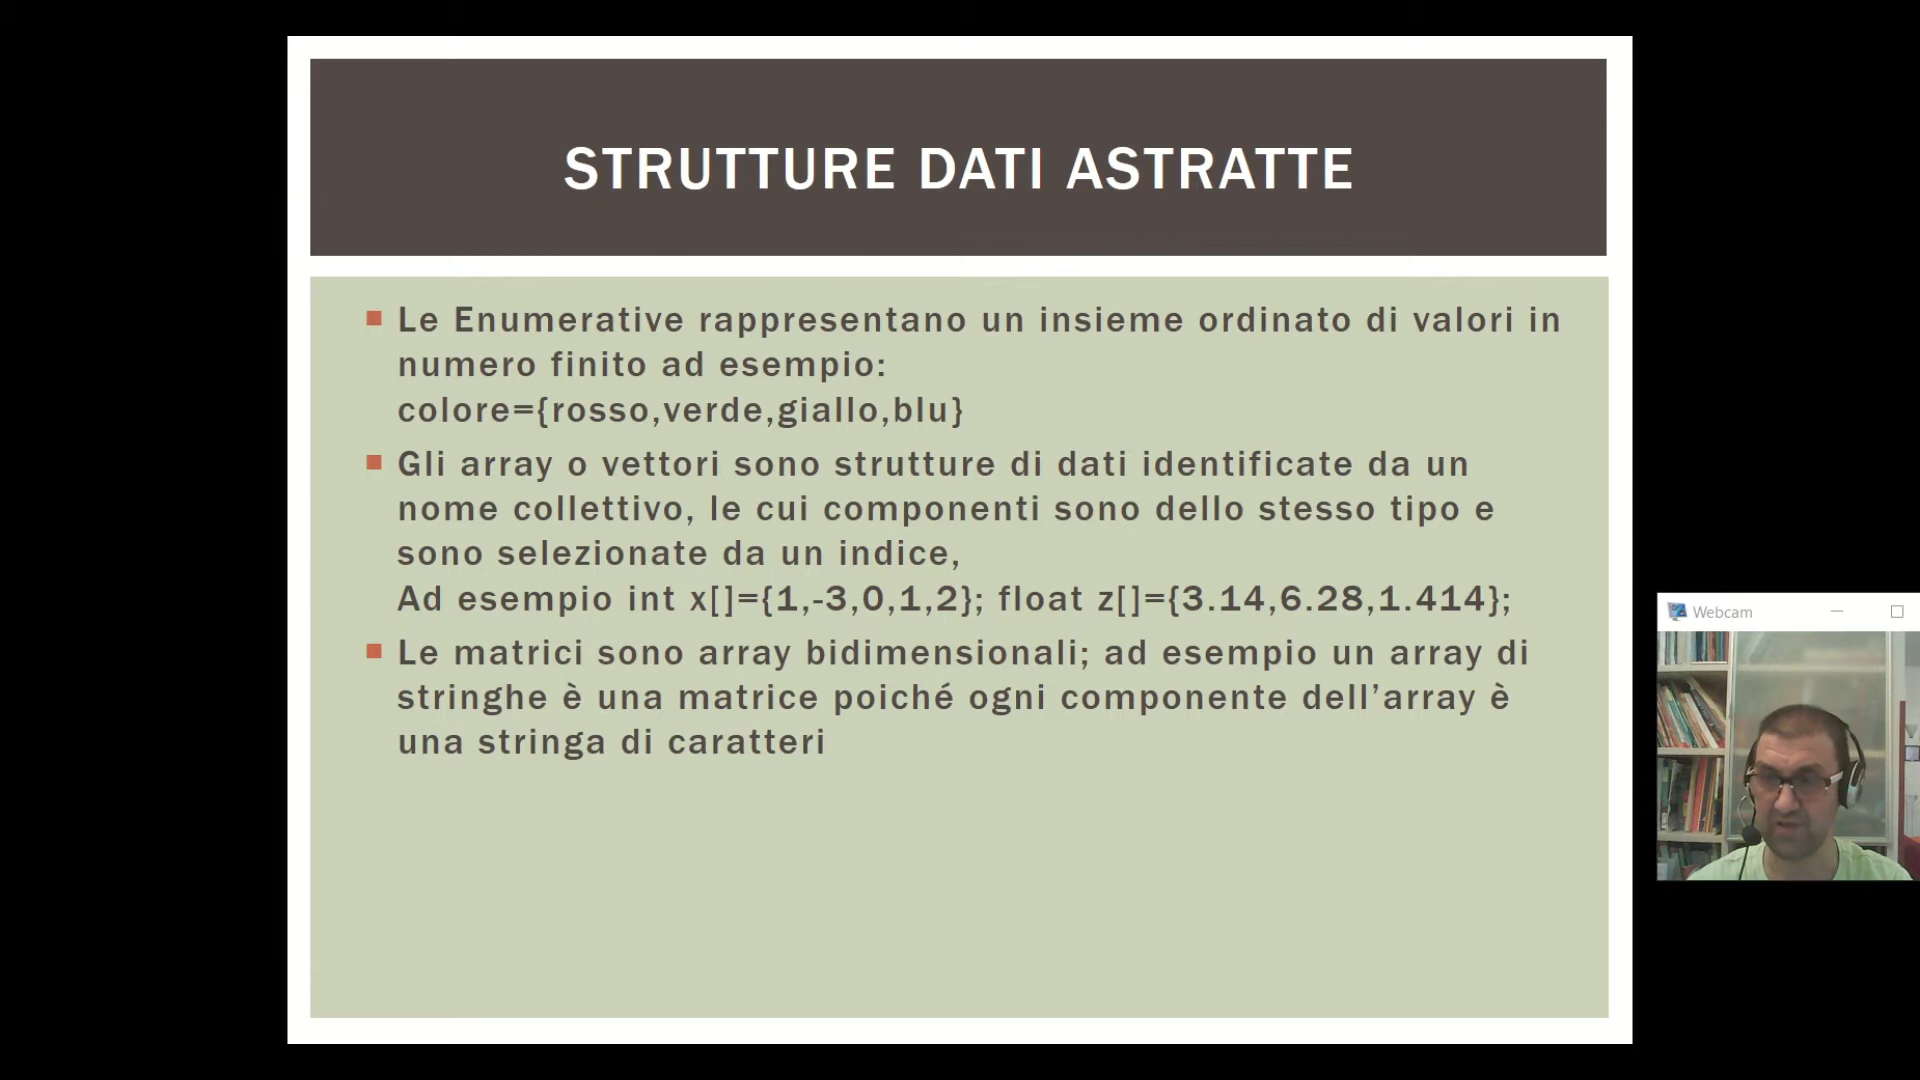 STRUTTURE DATI ASTRATTE
Le Enumerative rappresentano un insieme ordinato di valori in
numero finito ad esempio:
colore={rosso,verde,giallo,blu}
Gli array o vettori sono strutture di dati identificate da un
nome collettivo, le cui componenti sono dello stesso tipo e
sono selezionate da un indice,
Ad esempio int x[]={1,-3,0,1,2}; float z[]={3.14,6.28,1.414};
Le matrici sono array bidimensionali; ad esempio un array di
stringhe è una matrice poiché ogni componente dell’array è
una stringa di caratteri
Webcam